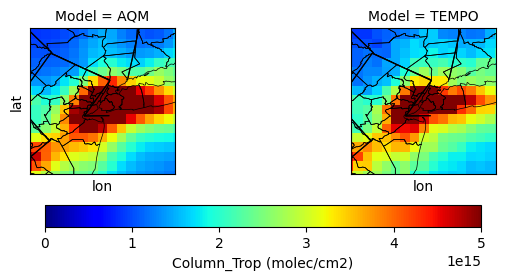 Model = AQM
Model = TEMPO
lat
lon
lon
0 1 2 3 4 5
1e15
Column_Trop (molec/cm2)